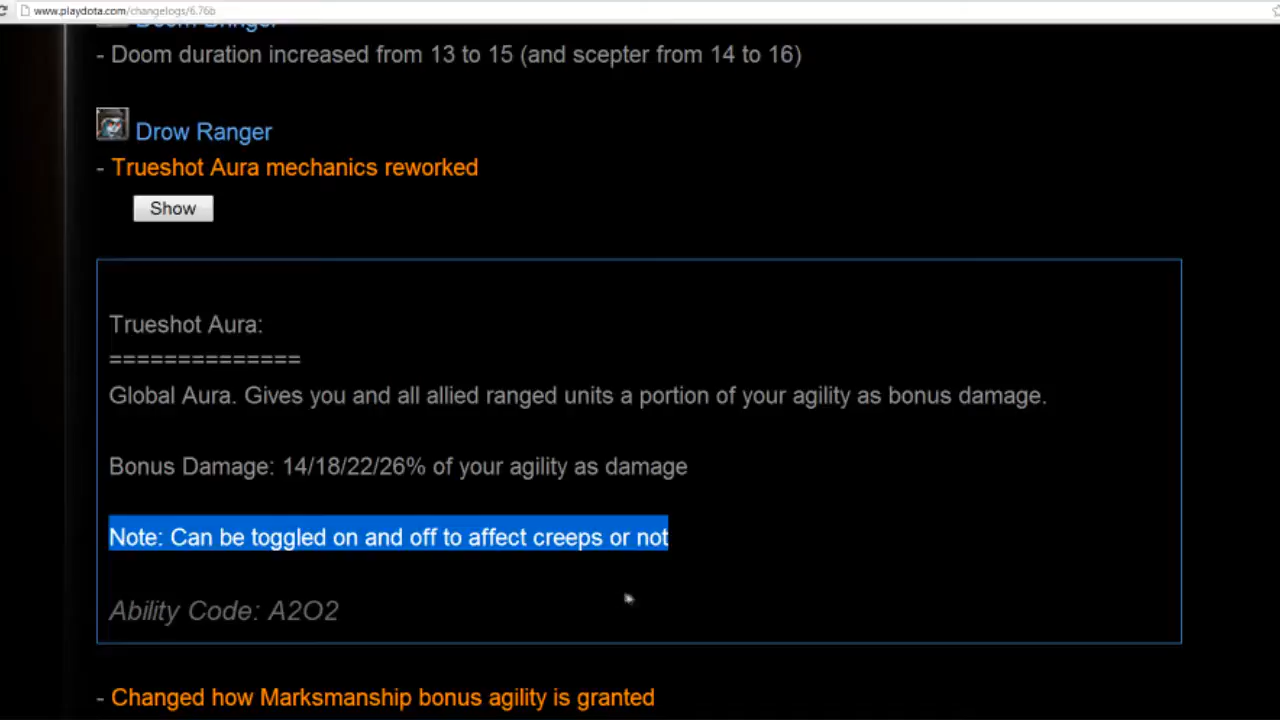 www.playdota.com/changelogs/6.76b
Doom Bringer
- Doom duration increased from 13 to 15 (and scepter from 14 to 16)
Drow Ranger
- Trueshot Aura mechanics reworked
Show
Trueshot Aura:
==============
Global Aura. Gives you and all allied ranged units a portion of your agility as bonus damage.
Bonus Damage: 14/18/22/26% of your agility as damage
Note: Can be toggled on and off to affect creeps or not
Ability Code: A2O2
- Changed how Marksmanship bonus agility is granted